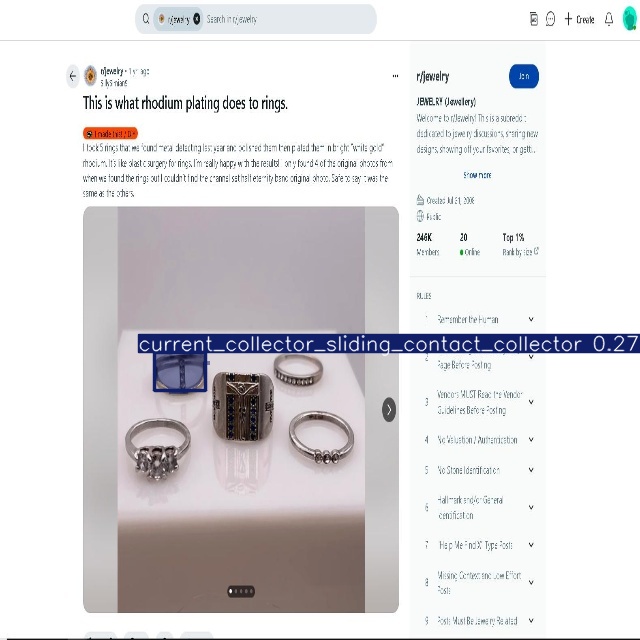 r/jewelry
Search in r/jewelry
Create
r/jewelry • 1 yr. ago
This is what rhodium plating does to rings.
I made this / DIY
I took 5 rings that we found metal detecting last year and polished them then plated them in bright "white gold"
rhodium. It's like plastic surgery for rings. I'm really happy with the results! I only found 4 of the original photos from
when we found the rings but I couldn't find the channel set half eternity band original photo. Safe to say it was the
same as the others.
current_collector_sliding_contact_collector 0.27
r/jewelry
Join
JEWELRY (Jewellery)
Welcome to r/Jewelry! This is a subreddit
dedicated to jewelry discussions, sharing new
designs, showing off your favorites, or getti...
Show more
Created Jul 21, 2008
Public
246K
Members
20
Online
Top 1%
Rank by size
RULES
1 Remember the Human
2
Page Before Posting
3 Vendors MUST Read the Vendor
Guidelines Before Posting
4 No Valuation / Authentication
5 No Stone Identification
6 Hallmark and/or General
Identification
7 "Help Me Find X" Type Posts
8 Missing Context and Low Effort
Posts
9 Posts Must Be Jewelry Related